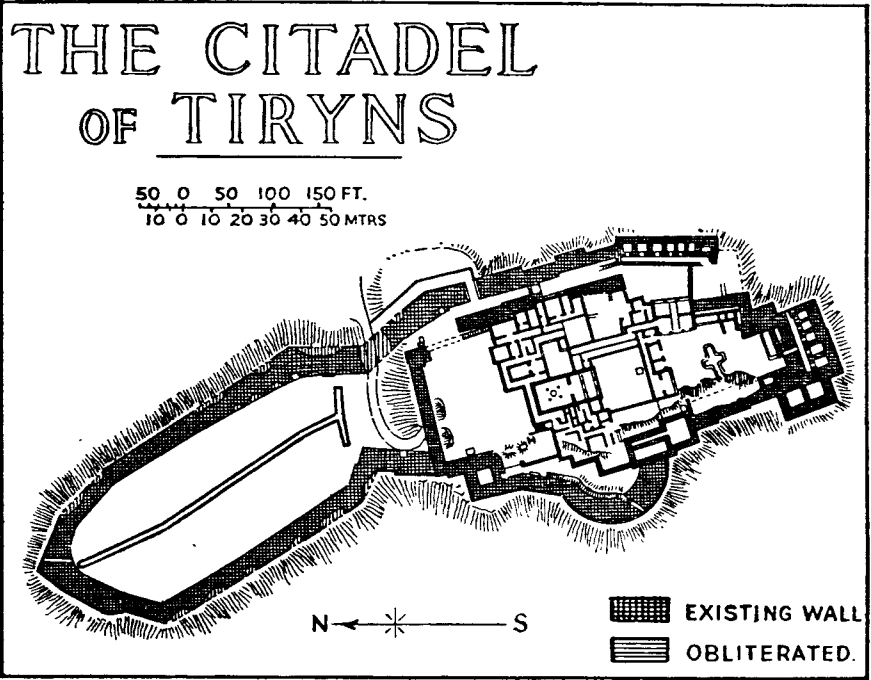 THE CITADEL
OF TIRYNS
50 0 50 100 150 FT.
10 0 10 20 30 40 50 MTRS
N S
EXISTING WALL
OBLITERATED.